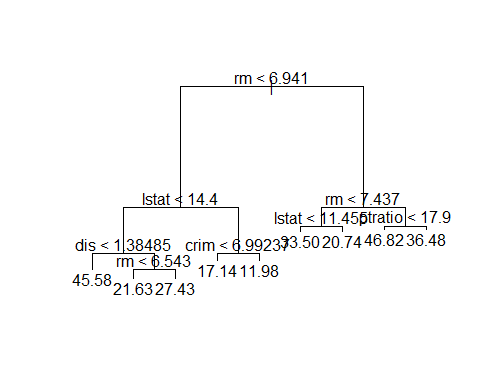 rm < 6.941
lstat < 14.4
rm < 7.437
lstat < 11.455
ptratio < 17.9
dis < 1.38485
crim < 6.99237
33.50 20.74 46.82 36.48
rm < 6.543
45.58
17.14 11.98
21.63 27.43